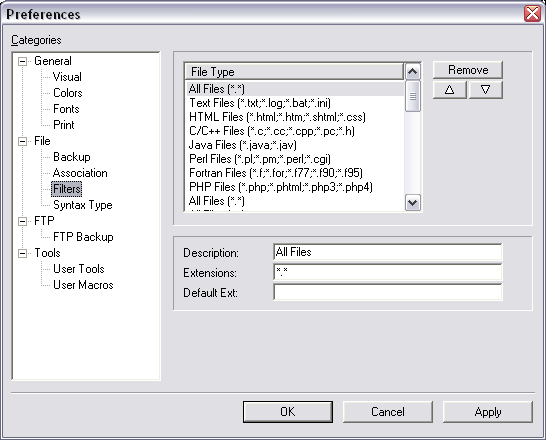 Preferences
Categories
General
Visual
Colors
Fonts
Print
File
Backup
Association
Filters
Syntax Type
FTP
FTP Backup
Tools
User Tools
User Macros
File Type
All Files (*.*)
Text Files (*.txt;*.log;*.bat;*.ini)
HTML Files (*.html;*.htm;*.shtml;*.css)
C/C++ Files (*.c;*.cc;*.cpp;*.pc;*.h)
Java Files (*.java;*.jav)
Perl Files (*.pl;*.pm;*.perl;*.cgi)
Fortran Files (*.f;*.for;*.f77;*.f90;*.f95)
PHP Files (*.php;*.phtml;*.php3;*.php4)
All Files (*.*)
All Files (*.*)
Remove
Description: All Files
Extensions: *.*
Default Ext:
OK Cancel Apply